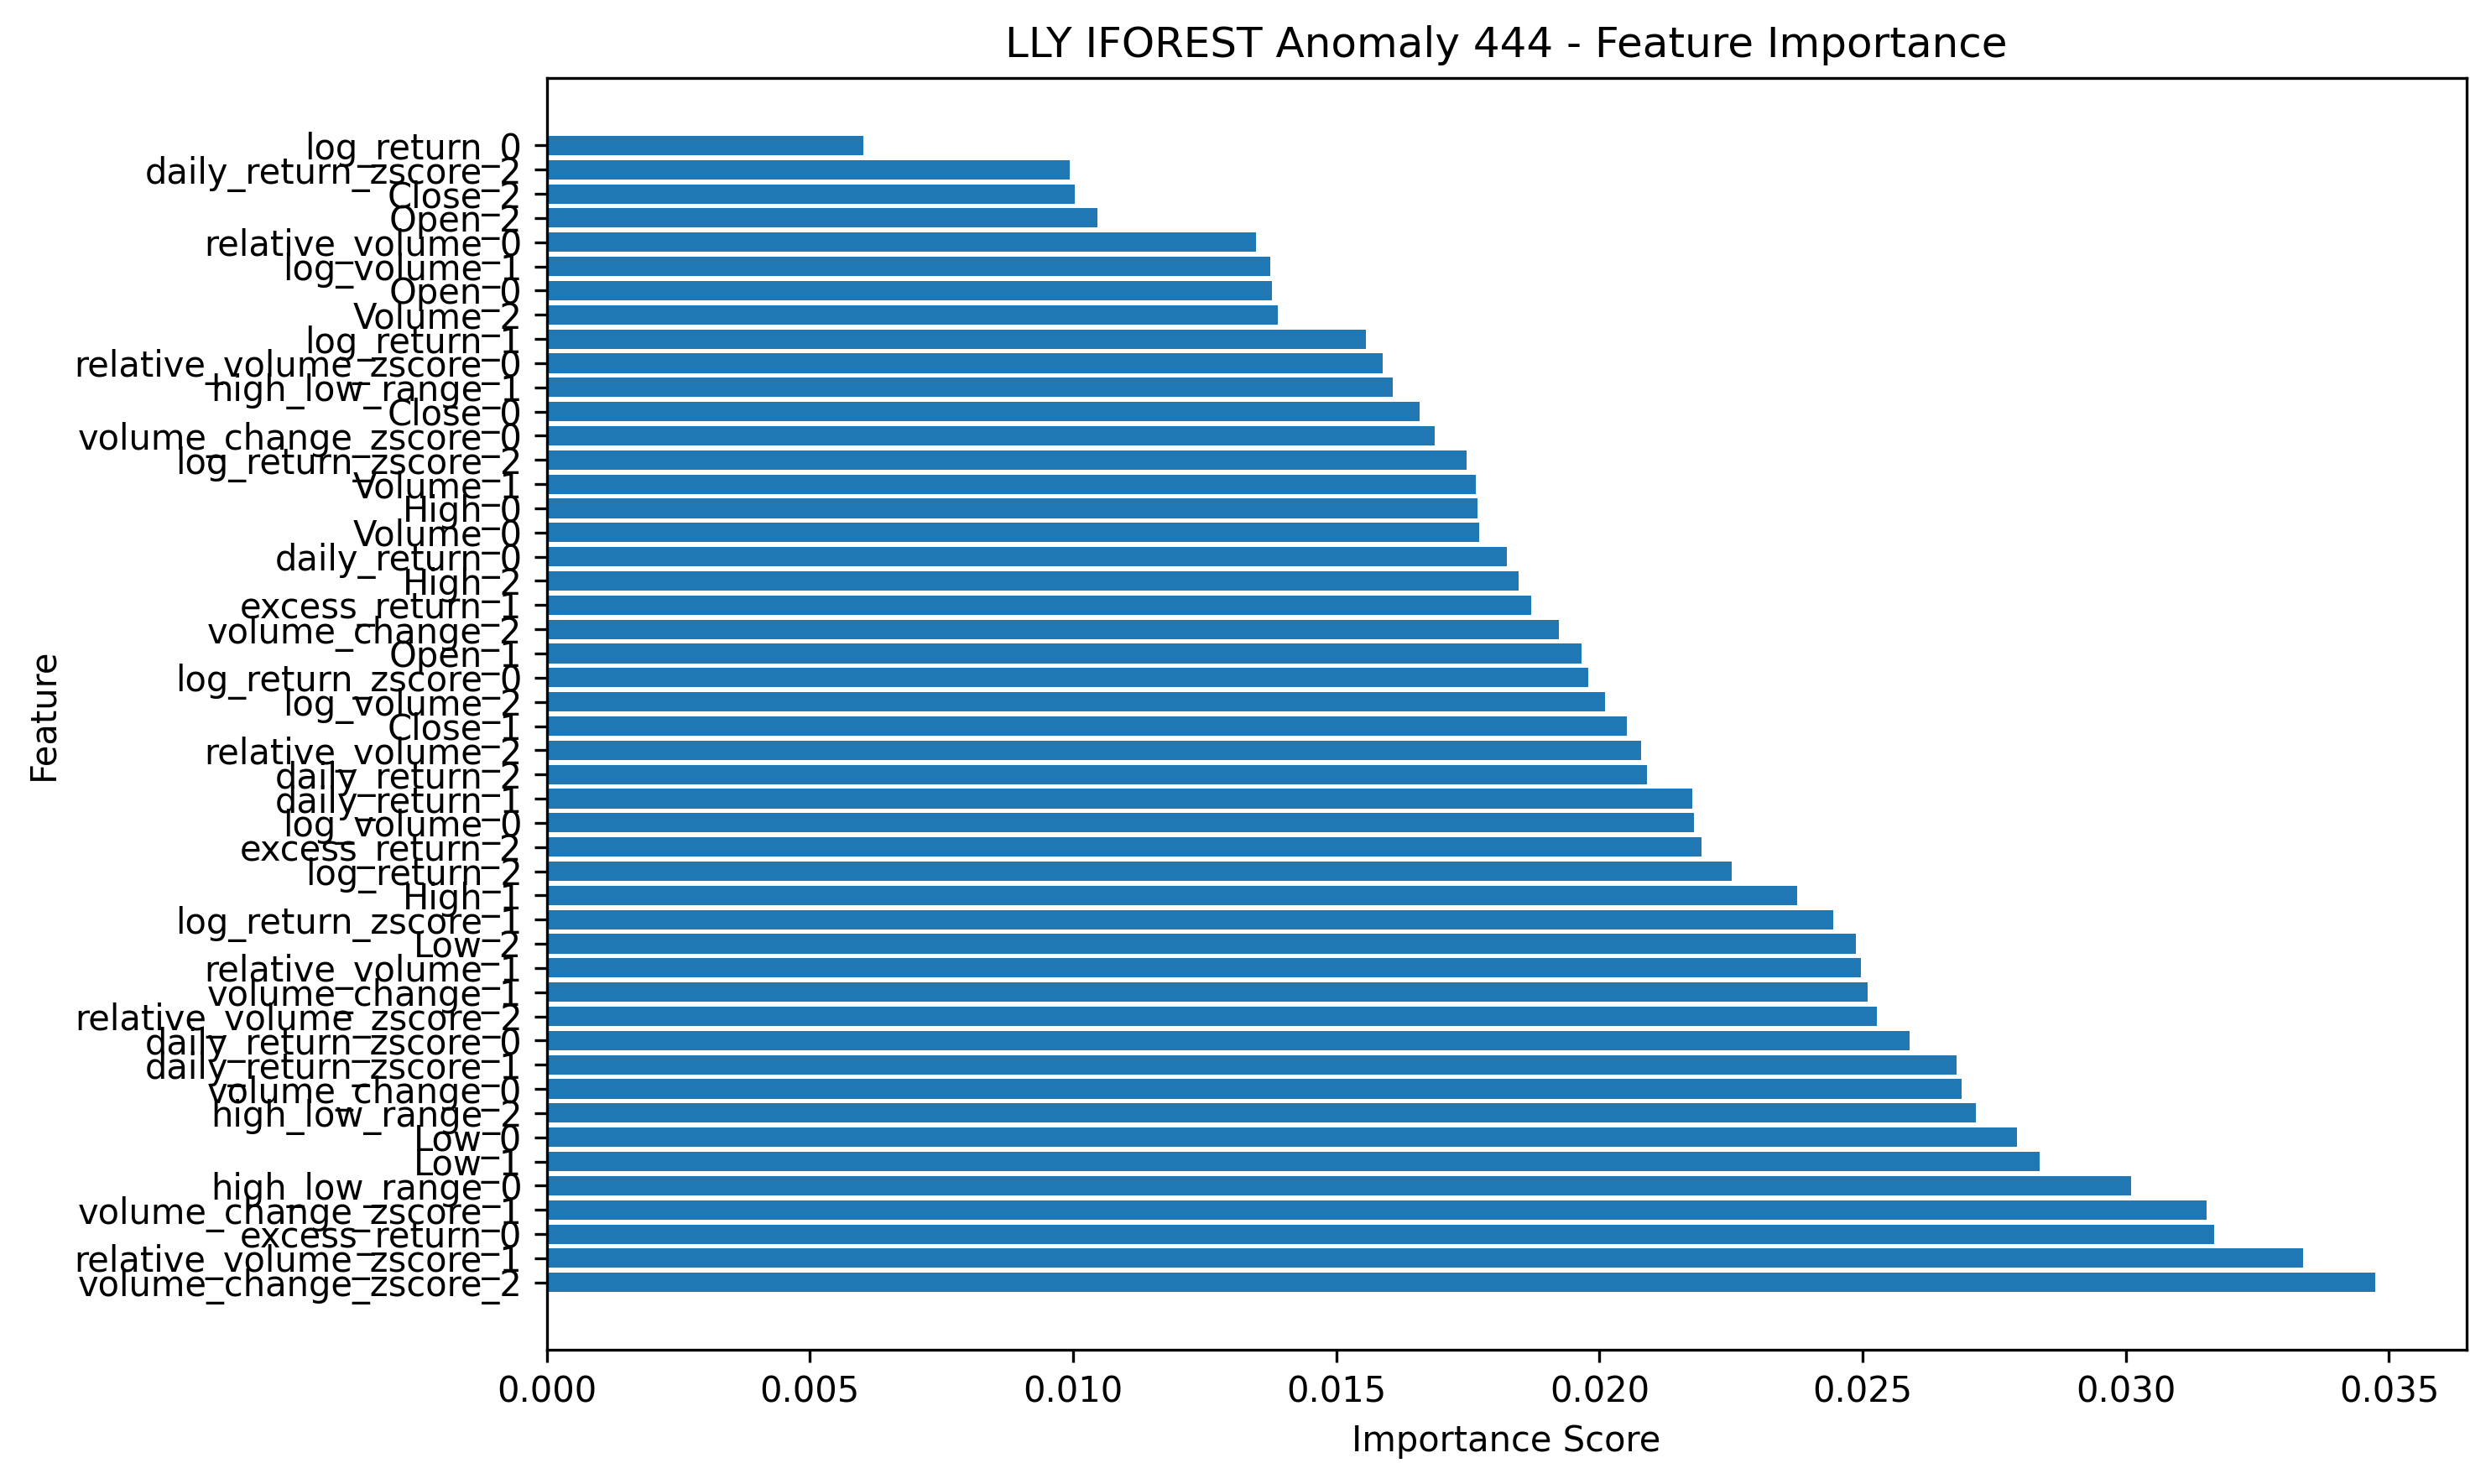 LLY IFOREST Anomaly 444 - Feature Importance
log_return_0
daily_return_zscore_2
Close_2
Open_2
relative_volume_0
log_volume_1
Open_0
Volume_2
log_return_1
relative_volume_zscore_0
high_low_range_1
Close_0
volume_change_zscore_0
log_return_zscore_2
Volume_1
High_0
Volume_0
daily_return_0
High_2
excess_return_1
volume_change_2
Open_1
log_return_zscore_0
log_volume_2
Close_1
relative_volume_2
daily_return_2
daily_return_1
log_volume_0
excess_return_2
log_return_2
High_1
log_return_zscore_1
Low_2
relative_volume_1
volume_change_1
relative_volume_zscore_2
daily_return_zscore_0
daily_return_zscore_1
volume_change_0
high_low_range_2
Low_0
Low_1
high_low_range_0
volume_change_zscore_1
excess_return_0
relative_volume_zscore_1
volume_change_zscore_2
Feature
0.000 0.005 0.010 0.015 0.020 0.025 0.030 0.035
Importance Score